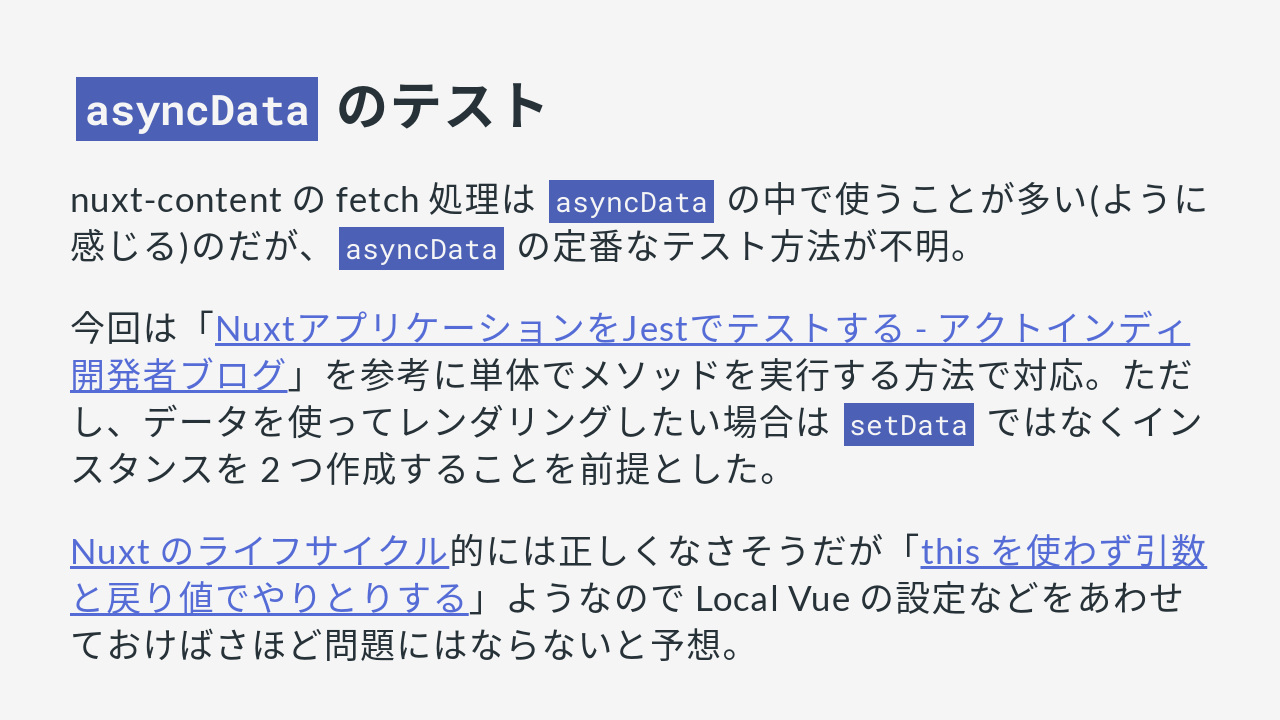 asyncData のテスト
nuxt-content の fetch 処理は asyncData の中で使うことが多い(ように
感じる)のだが、 asyncData の定番なテスト方法が不明。
今回は「NuxtアプリケーションをJestでテストする - アクトインディ
開発者ブログ」を参考に単体でメソッドを実行する方法で対応。ただ
し、データを使ってレンダリングしたい場合は setData ではなくイン
スタンスを 2 つ作成することを前提とした。
Nuxt のライフサイクル的には正しくなさそうだが「this を使わず引数
と戻り値でやりとりする」ようなので Local Vue の設定などをあわせ
ておけばさほど問題にはならないと予想。